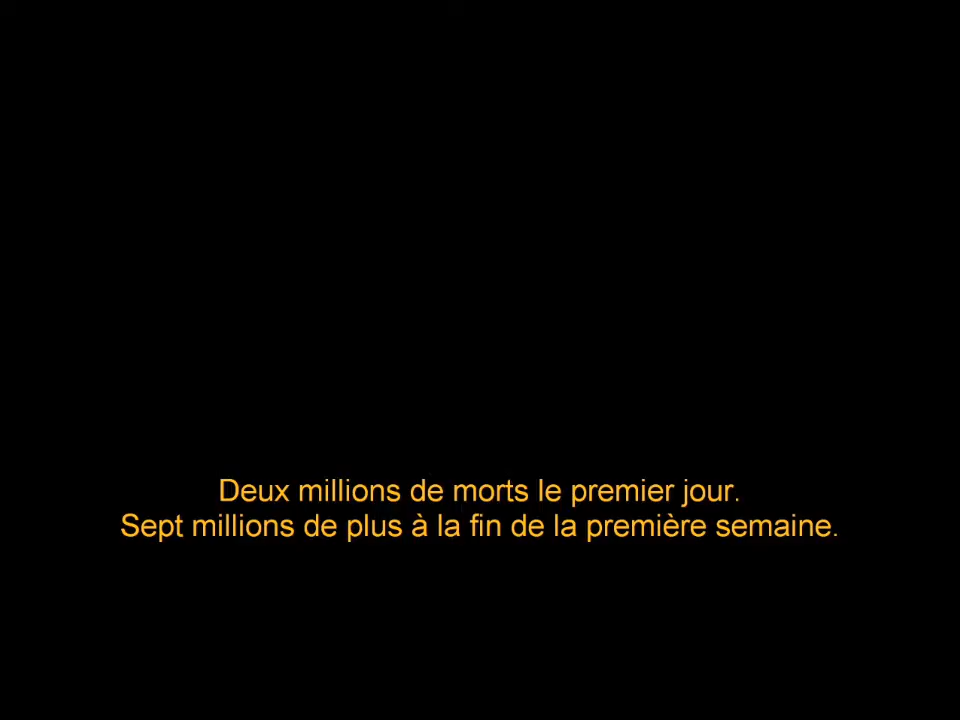 Deux millions de morts le premier jour.
Sept millions de plus à la fin de la première semaine.